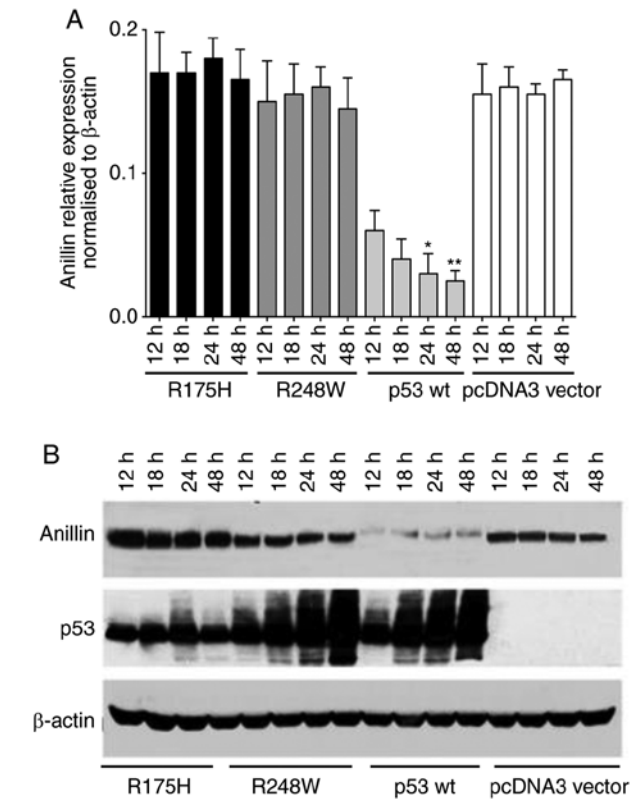 A
Anillin relative expression
normalised to β-actin
0.2
0.1
0.0
*
**
12 h 18 h 24 h 48 h 12 h 18 h 24 h 48 h 12 h 18 h 24 h 48 h 12 h 18 h 24 h 48 h
R175H R248W p53 wt pcDNA3 vector
B
12 h 18 h 24 h 48 h 12 h 18 h 24 h 48 h 12 h 18 h 24 h 48 h 12 h 18 h 24 h 48 h
Anillin
p53
β-actin
R175H R248W p53 wt pcDNA3 vector